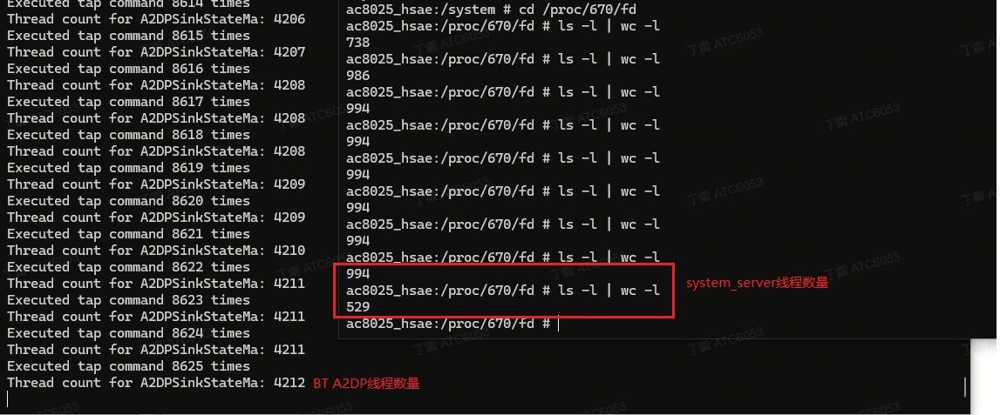 Executed tap command 8614 times
Thread count for A2DPSinkStateMa: 4206
Executed tap command 8615 times
Thread count for A2DPSinkStateMa: 4207
Executed tap command 8616 times
Thread count for A2DPSinkStateMa: 4208
Executed tap command 8617 times
Thread count for A2DPSinkStateMa: 4208
Executed tap command 8618 times
Thread count for A2DPSinkStateMa: 4208
Executed tap command 8619 times
Thread count for A2DPSinkStateMa: 4209
Executed tap command 8620 times
Thread count for A2DPSinkStateMa: 4209
Executed tap command 8621 times
Thread count for A2DPSinkStateMa: 4210
Executed tap command 8622 times
Thread count for A2DPSinkStateMa: 4211
Executed tap command 8623 times
Thread count for A2DPSinkStateMa: 4211
Executed tap command 8624 times
Thread count for A2DPSinkStateMa: 4211
Executed tap command 8625 times
Thread count for A2DPSinkStateMa: 4212
BT A2DP线程数量
ac8025_hsae:/system # cd /proc/670/fd
ac8025_hsae:/proc/670/fd # ls -l | wc -l
738
ac8025_hsae:/proc/670/fd # ls -l | wc -l
986
ac8025_hsae:/proc/670/fd # ls -l | wc -l
994
ac8025_hsae:/proc/670/fd # ls -l | wc -l
994
ac8025_hsae:/proc/670/fd # ls -l | wc -l
994
ac8025_hsae:/proc/670/fd # ls -l | wc -l
994
ac8025_hsae:/proc/670/fd # ls -l | wc -l
994
ac8025_hsae:/proc/670/fd # ls -l | wc -l
994
ac8025_hsae:/proc/670/fd # ls -l | wc -l
529
ac8025_hsae:/proc/670/fd #
system_server线程数量
丁雷 ATC6053